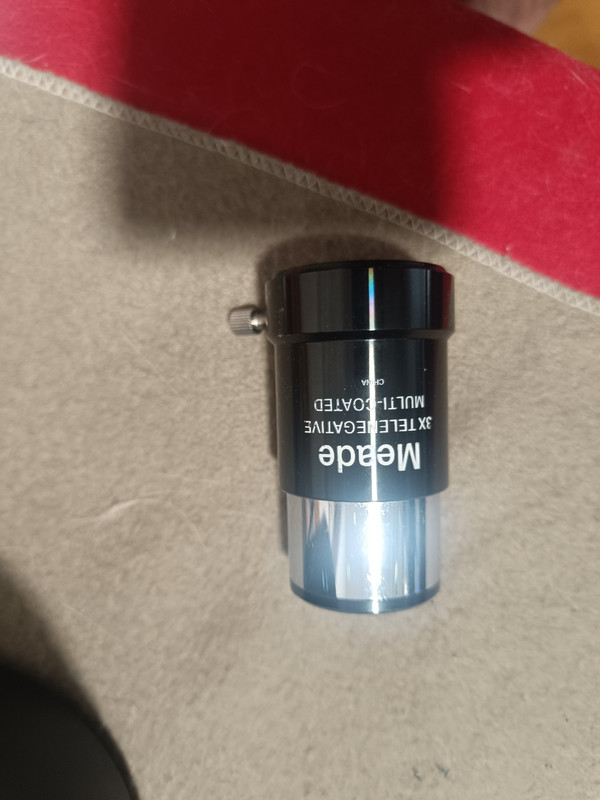 Meade
3X TELENEGATIVE
MULTI-COATED
CHINA